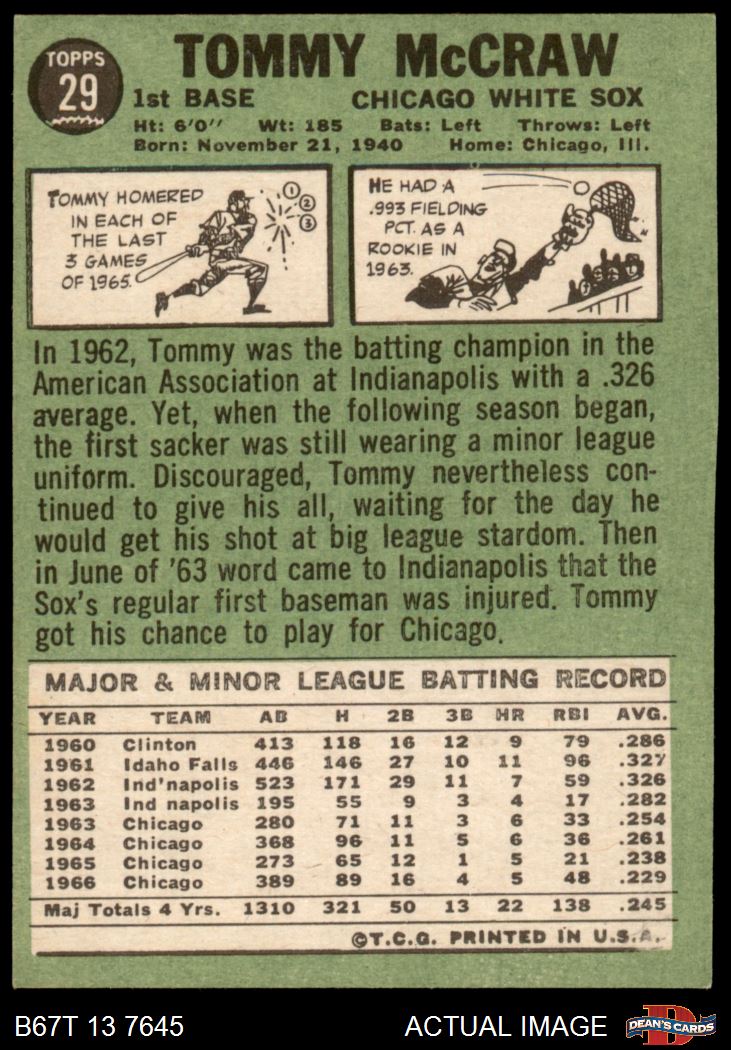 TOPPS
29
TOMMY McCRAW
1st BASE CHICAGO WHITE SOX
Ht: 6'0'' Wt: 185 Bats: Left Throws: Left
Born: November 21, 1940 Home: Chicago, Ill.
TOMMY HOMERED
IN EACH OF
THE LAST
3 GAMES
OF 1965.
1
2
3
HE HAD A
.993 FIELDING
PCT. AS A
ROOKIE IN
1963.
In 1962, Tommy was the batting champion in the
American Association at Indianapolis with a .326
average. Yet, when the following season began,
the first sacker was still wearing a minor league
uniform. Discouraged, Tommy nevertheless con-
tinued to give his all, waiting for the day he
would get his shot at big league stardom. Then
in June of '63 word came to Indianapolis that the
Sox's regular first baseman was injured. Tommy
got his chance to play for Chicago.
MAJOR & MINOR LEAGUE BATTING RECORD
YEAR TEAM AB H 2B 3B HR RBI AVG.
1960 Clinton 413 118 16 12 9 79 .286
1961 Idaho Falls 446 146 27 10 11 96 .327
1962 Ind'napolis 523 171 29 11 7 59 .326
1963 Ind napolis 195 55 9 3 4 17 .282
1963 Chicago 280 71 11 3 6 33 .254
1964 Chicago 368 96 11 5 6 36 .261
1965 Chicago 273 65 12 1 5 21 .238
1966 Chicago 389 89 16 4 5 48 .229
Maj Totals 4 Yrs. 1310 321 50 13 22 138 .245
©T.C.G. PRINTED IN U.S.A.
B67T 13 7645 ACTUAL IMAGE
D
DEAN'S CARDS